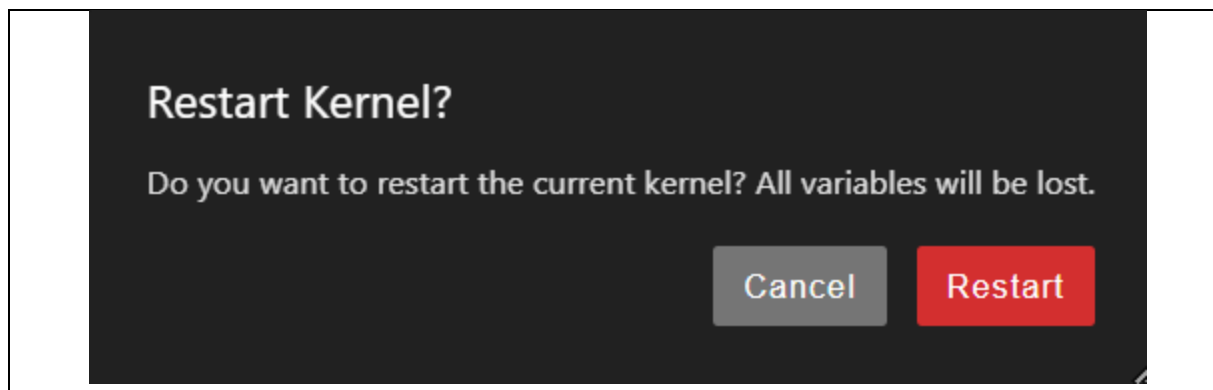 Restart Kernel?
Do you want to restart the current kernel? All variables will be lost.
Cancel Restart